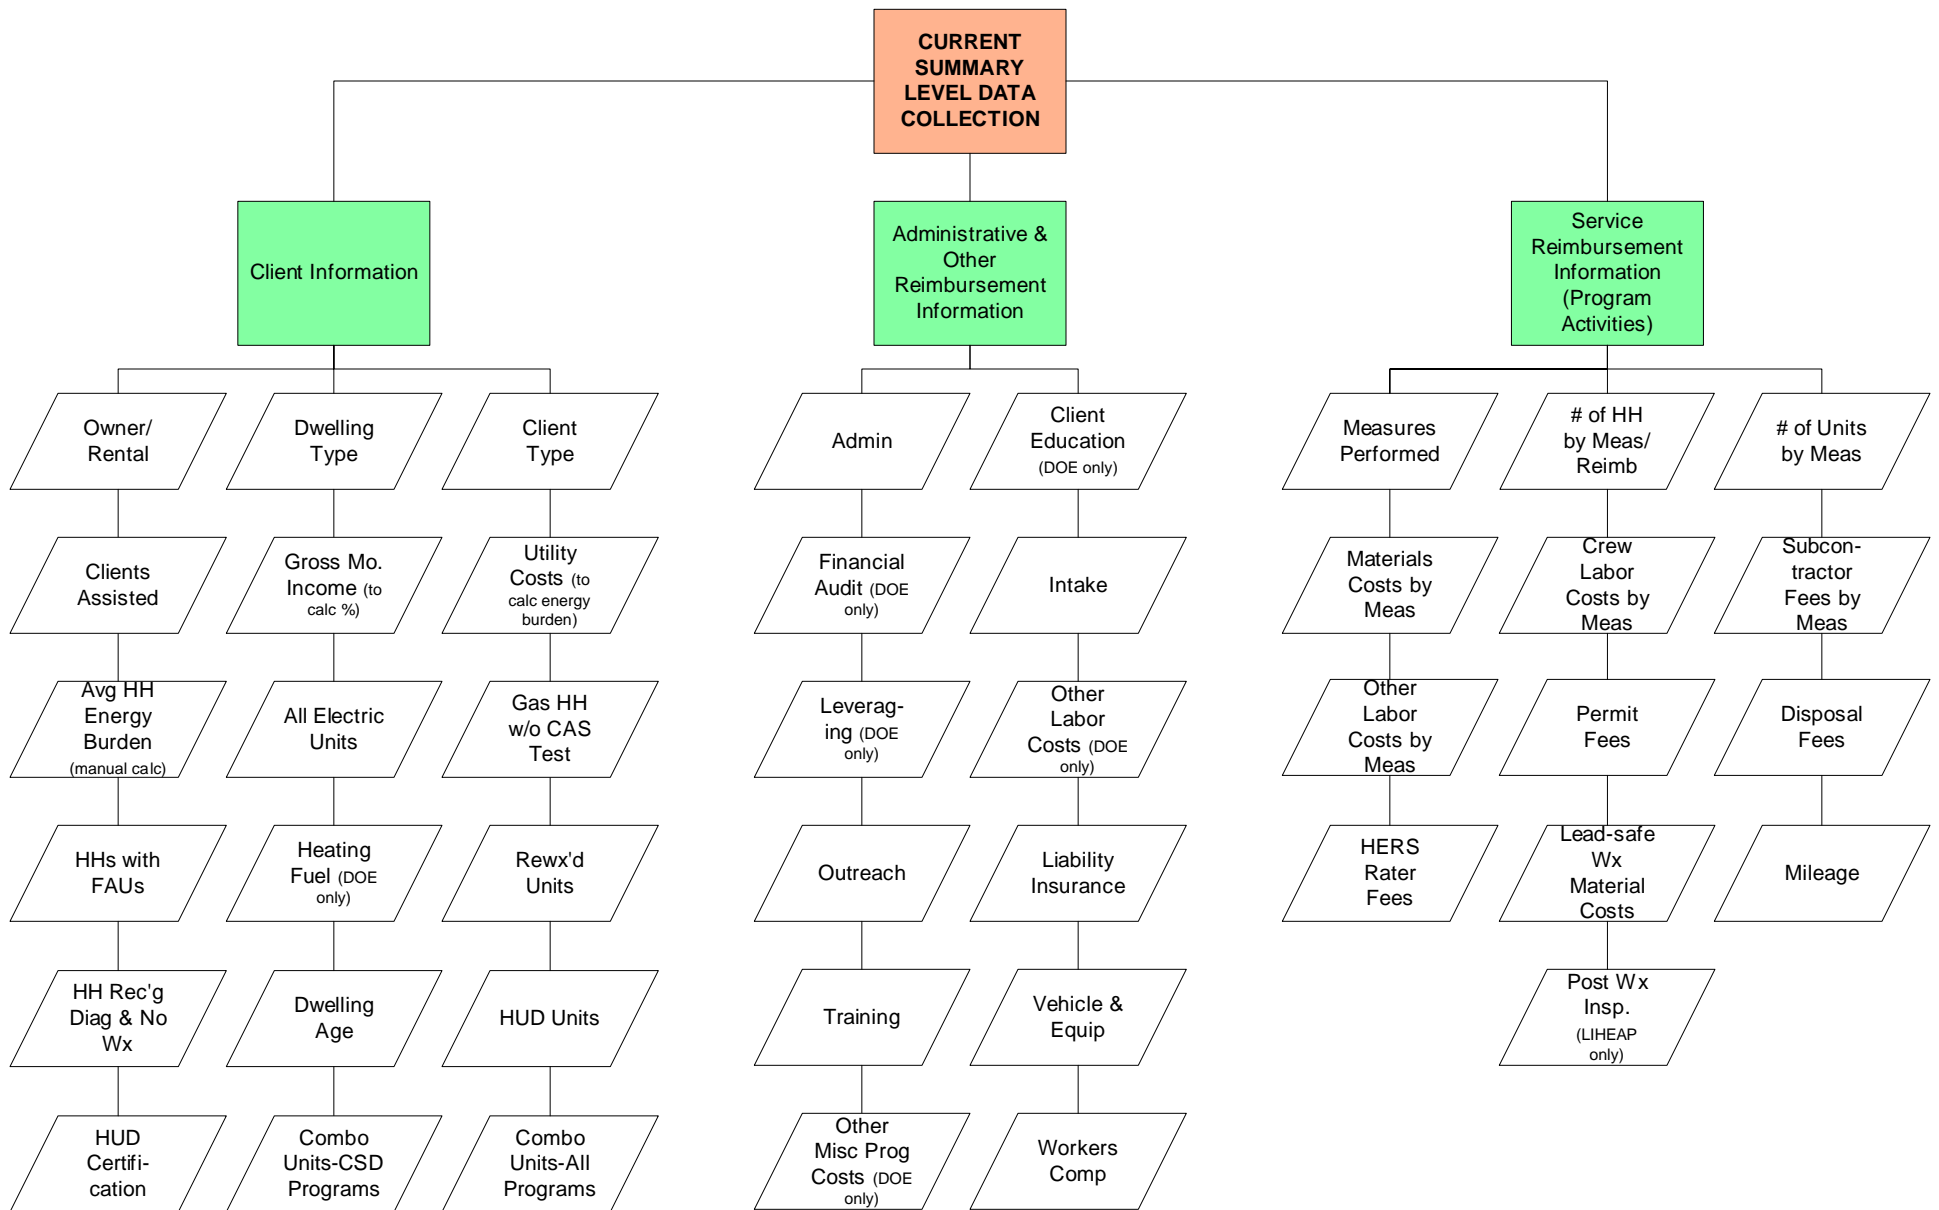 CURRENT
SUMMARY
LEVEL DATA
COLLECTION
Client Information
Administrative &
Other
Reimbursement
Information
Service
Reimbursement
Information
(Program
Activities)
Owner/
Rental
Dwelling
Type
Client
Type
Admin
Client
Education
(DOE only)
Measures
Performed
# of HH
by Meas/
Reimb
# of Units
by Meas
Clients
Assisted
Gross Mo.
Income (to
calc %)
Utility
Costs (to
calc energy
burden)
Financial
Audit (DOE
only)
Intake
Materials
Costs by
Meas
Crew
Labor
Costs by
Meas
Subcon-
tractor
Fees by
Meas
Avg HH
Energy
Burden
(manual calc)
All Electric
Units
Gas HH
w/o CAS
Test
Leverag-
ing (DOE
only)
Other
Labor
Costs (DOE
only)
Other
Labor
Costs by
Meas
Permit
Fees
Disposal
Fees
HHs with
FAUs
Heating
Fuel (DOE
only)
Rewx'd
Units
Outreach
Liability
Insurance
HERS
Rater
Fees
Lead-safe
Wx
Material
Costs
Mileage
HH Rec'g
Diag & No
Wx
Dwelling
Age
HUD Units
Training
Vehicle &
Equip
Post Wx
Insp.
(LIHEAP
only)
HUD
Certifi-
cation
Combo
Units-CSD
Programs
Combo
Units-All
Programs
Other
Misc Prog
Costs (DOE
only)
Workers
Comp